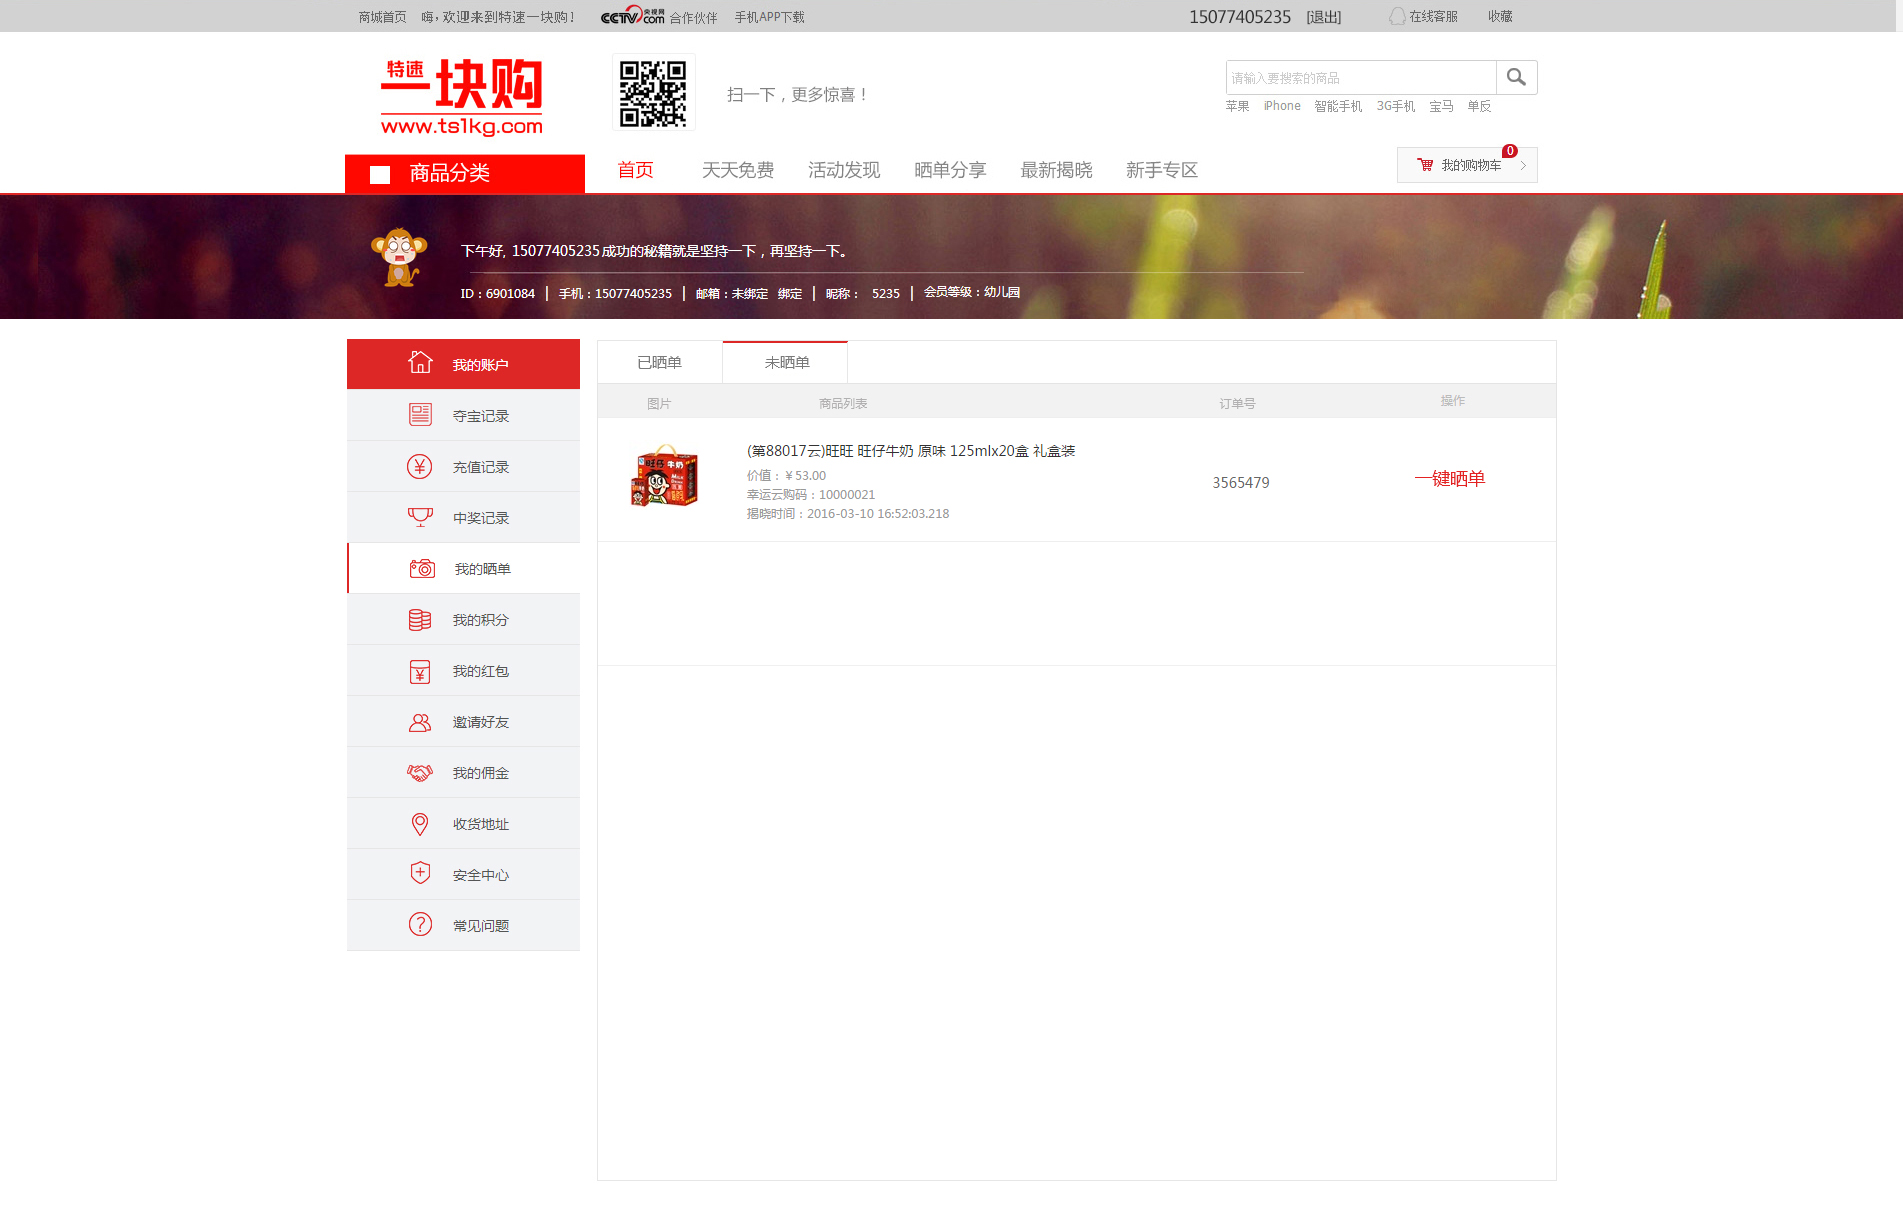 商城首页 嗨，欢迎来到特速一块购！ CCTV.com 央视网 合作伙伴 手机APP下载 15077405235 [退出] 在线客服 收藏
特速一块购
www.ts1kg.com
扫一下，更多惊喜！
请输入要搜索的商品
苹果 iPhone 智能手机 3G手机 宝马 单反
商品分类 首页 天天免费 活动发现 晒单分享 最新揭晓 新手专区 我的购物车 0
下午好, 15077405235成功的秘籍就是坚持一下，再坚持一下。
ID：6901084 | 手机：15077405235 | 邮箱：未绑定 绑定 | 昵称： 5235 | 会员等级：幼儿园
我的账户
夺宝记录
充值记录
中奖记录
我的晒单
我的积分
我的红包
邀请好友
我的佣金
收货地址
安全中心
常见问题
已晒单 未晒单
图片 商品列表 订单号 操作
旺仔牛奶
(第88017云)旺旺 旺仔牛奶 原味 125mlx20盒 礼盒装
价值：￥53.00
幸运云购码：10000021
揭晓时间：2016-03-10 16:52:03.218
3565479
一键晒单